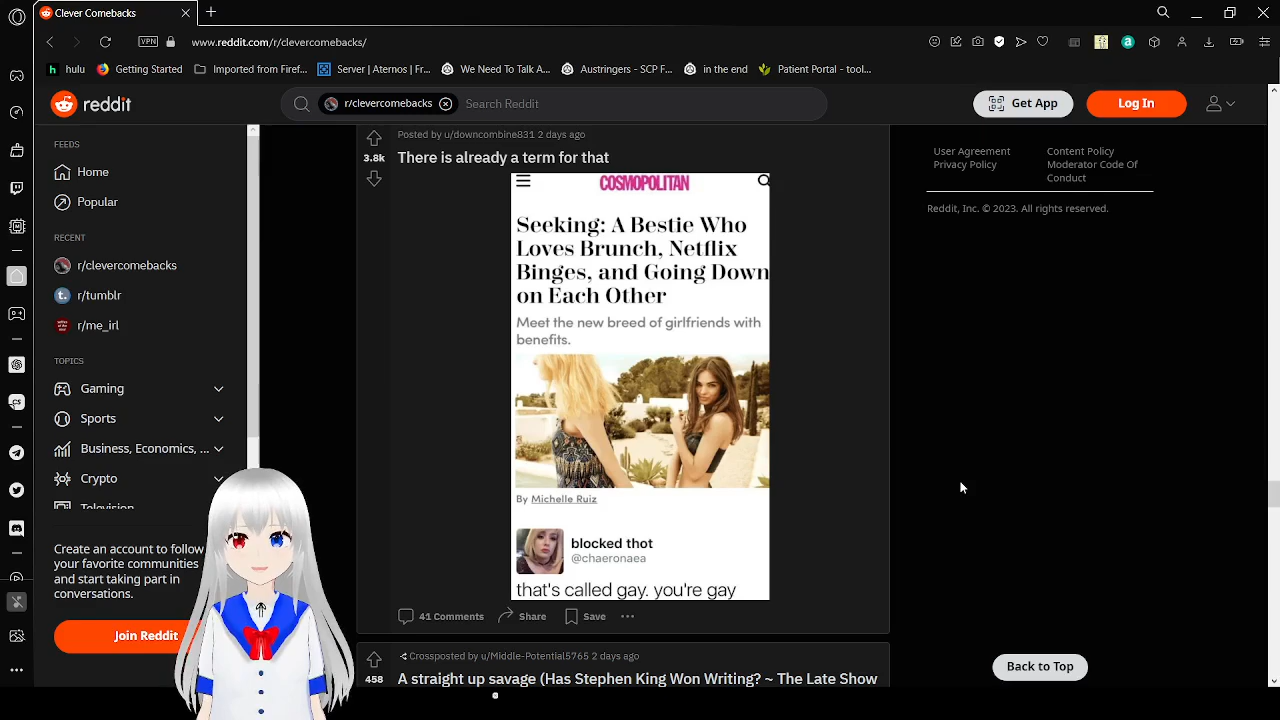 Clever Comebacks
VPN
www.reddit.com/r/clevercomebacks/
h hulu
Getting Started
Imported from Firef...
Server | Aternos | Fr...
We Need To Talk A...
Austringers - SCP F...
in the end
Patient Portal - tool...
reddit
r/clevercomebacks
Search Reddit
Get App
Log In
FEEDS
Home
Popular
RECENT
r/clevercomebacks
r/tumblr
r/me_irl
TOPICS
Gaming
Sports
Business, Economics, ...
Crypto
Television
Create an account to follow
your favorite communities
and start taking part in
conversations.
Join Reddit
Posted by u/downcombine831 2 days ago
3.8k
There is already a term for that
COSMOPOLITAN
Seeking: A Bestie Who
Loves Brunch, Netflix
Binges, and Going Down
on Each Other
Meet the new breed of girlfriends with
benefits.
By Michelle Ruiz
blocked thot
@chaeronaea
that's called gay. you're gay
41 Comments
Share
Save
Crossposted by u/Middle-Potential5765 2 days ago
458
A straight up savage (Has Stephen King Won Writing? ~ The Late Show
User Agreement
Privacy Policy
Content Policy
Moderator Code Of
Conduct
Reddit, Inc. © 2023. All rights reserved.
Back to Top